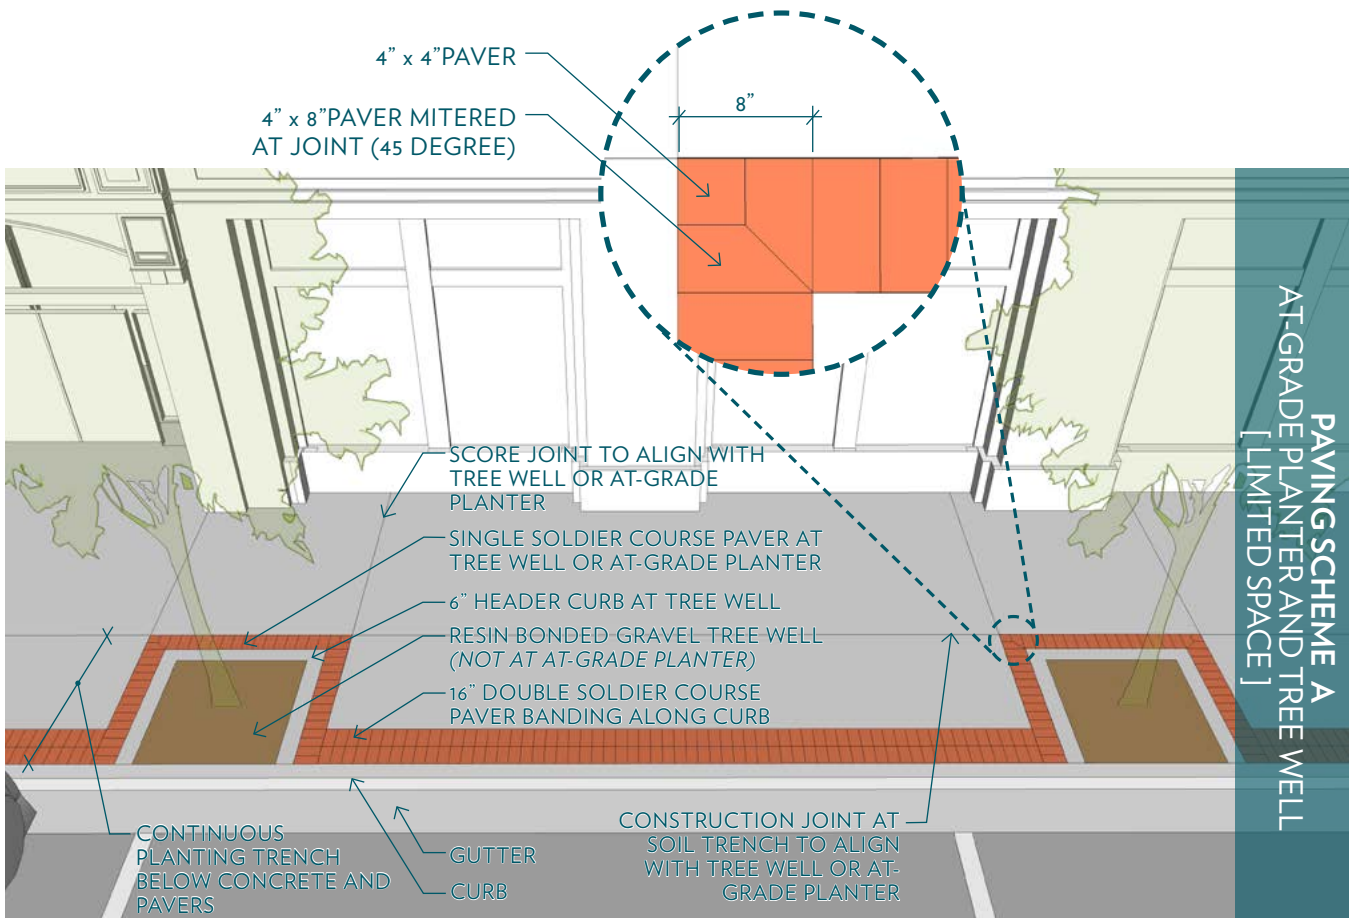 4" x 4"PAVER
4" x 8"PAVER MITERED
AT JOINT (45 DEGREE)
8"
PAVING SCHEME A
AT-GRADE PLANTER AND TREE WELL
[ LIMITED SPACE ]
SCORE JOINT TO ALIGN WITH
TREE WELL OR AT-GRADE
PLANTER
SINGLE SOLDIER COURSE PAVER AT
TREE WELL OR AT-GRADE PLANTER
6" HEADER CURB AT TREE WELL
RESIN BONDED GRAVEL TREE WELL
(NOT AT AT-GRADE PLANTER)
16" DOUBLE SOLDIER COURSE
PAVER BANDING ALONG CURB
CONTINUOUS
PLANTING TRENCH
BELOW CONCRETE AND
PAVERS
GUTTER
CURB
CONSTRUCTION JOINT AT
SOIL TRENCH TO ALIGN
WITH TREE WELL OR AT-
GRADE PLANTER